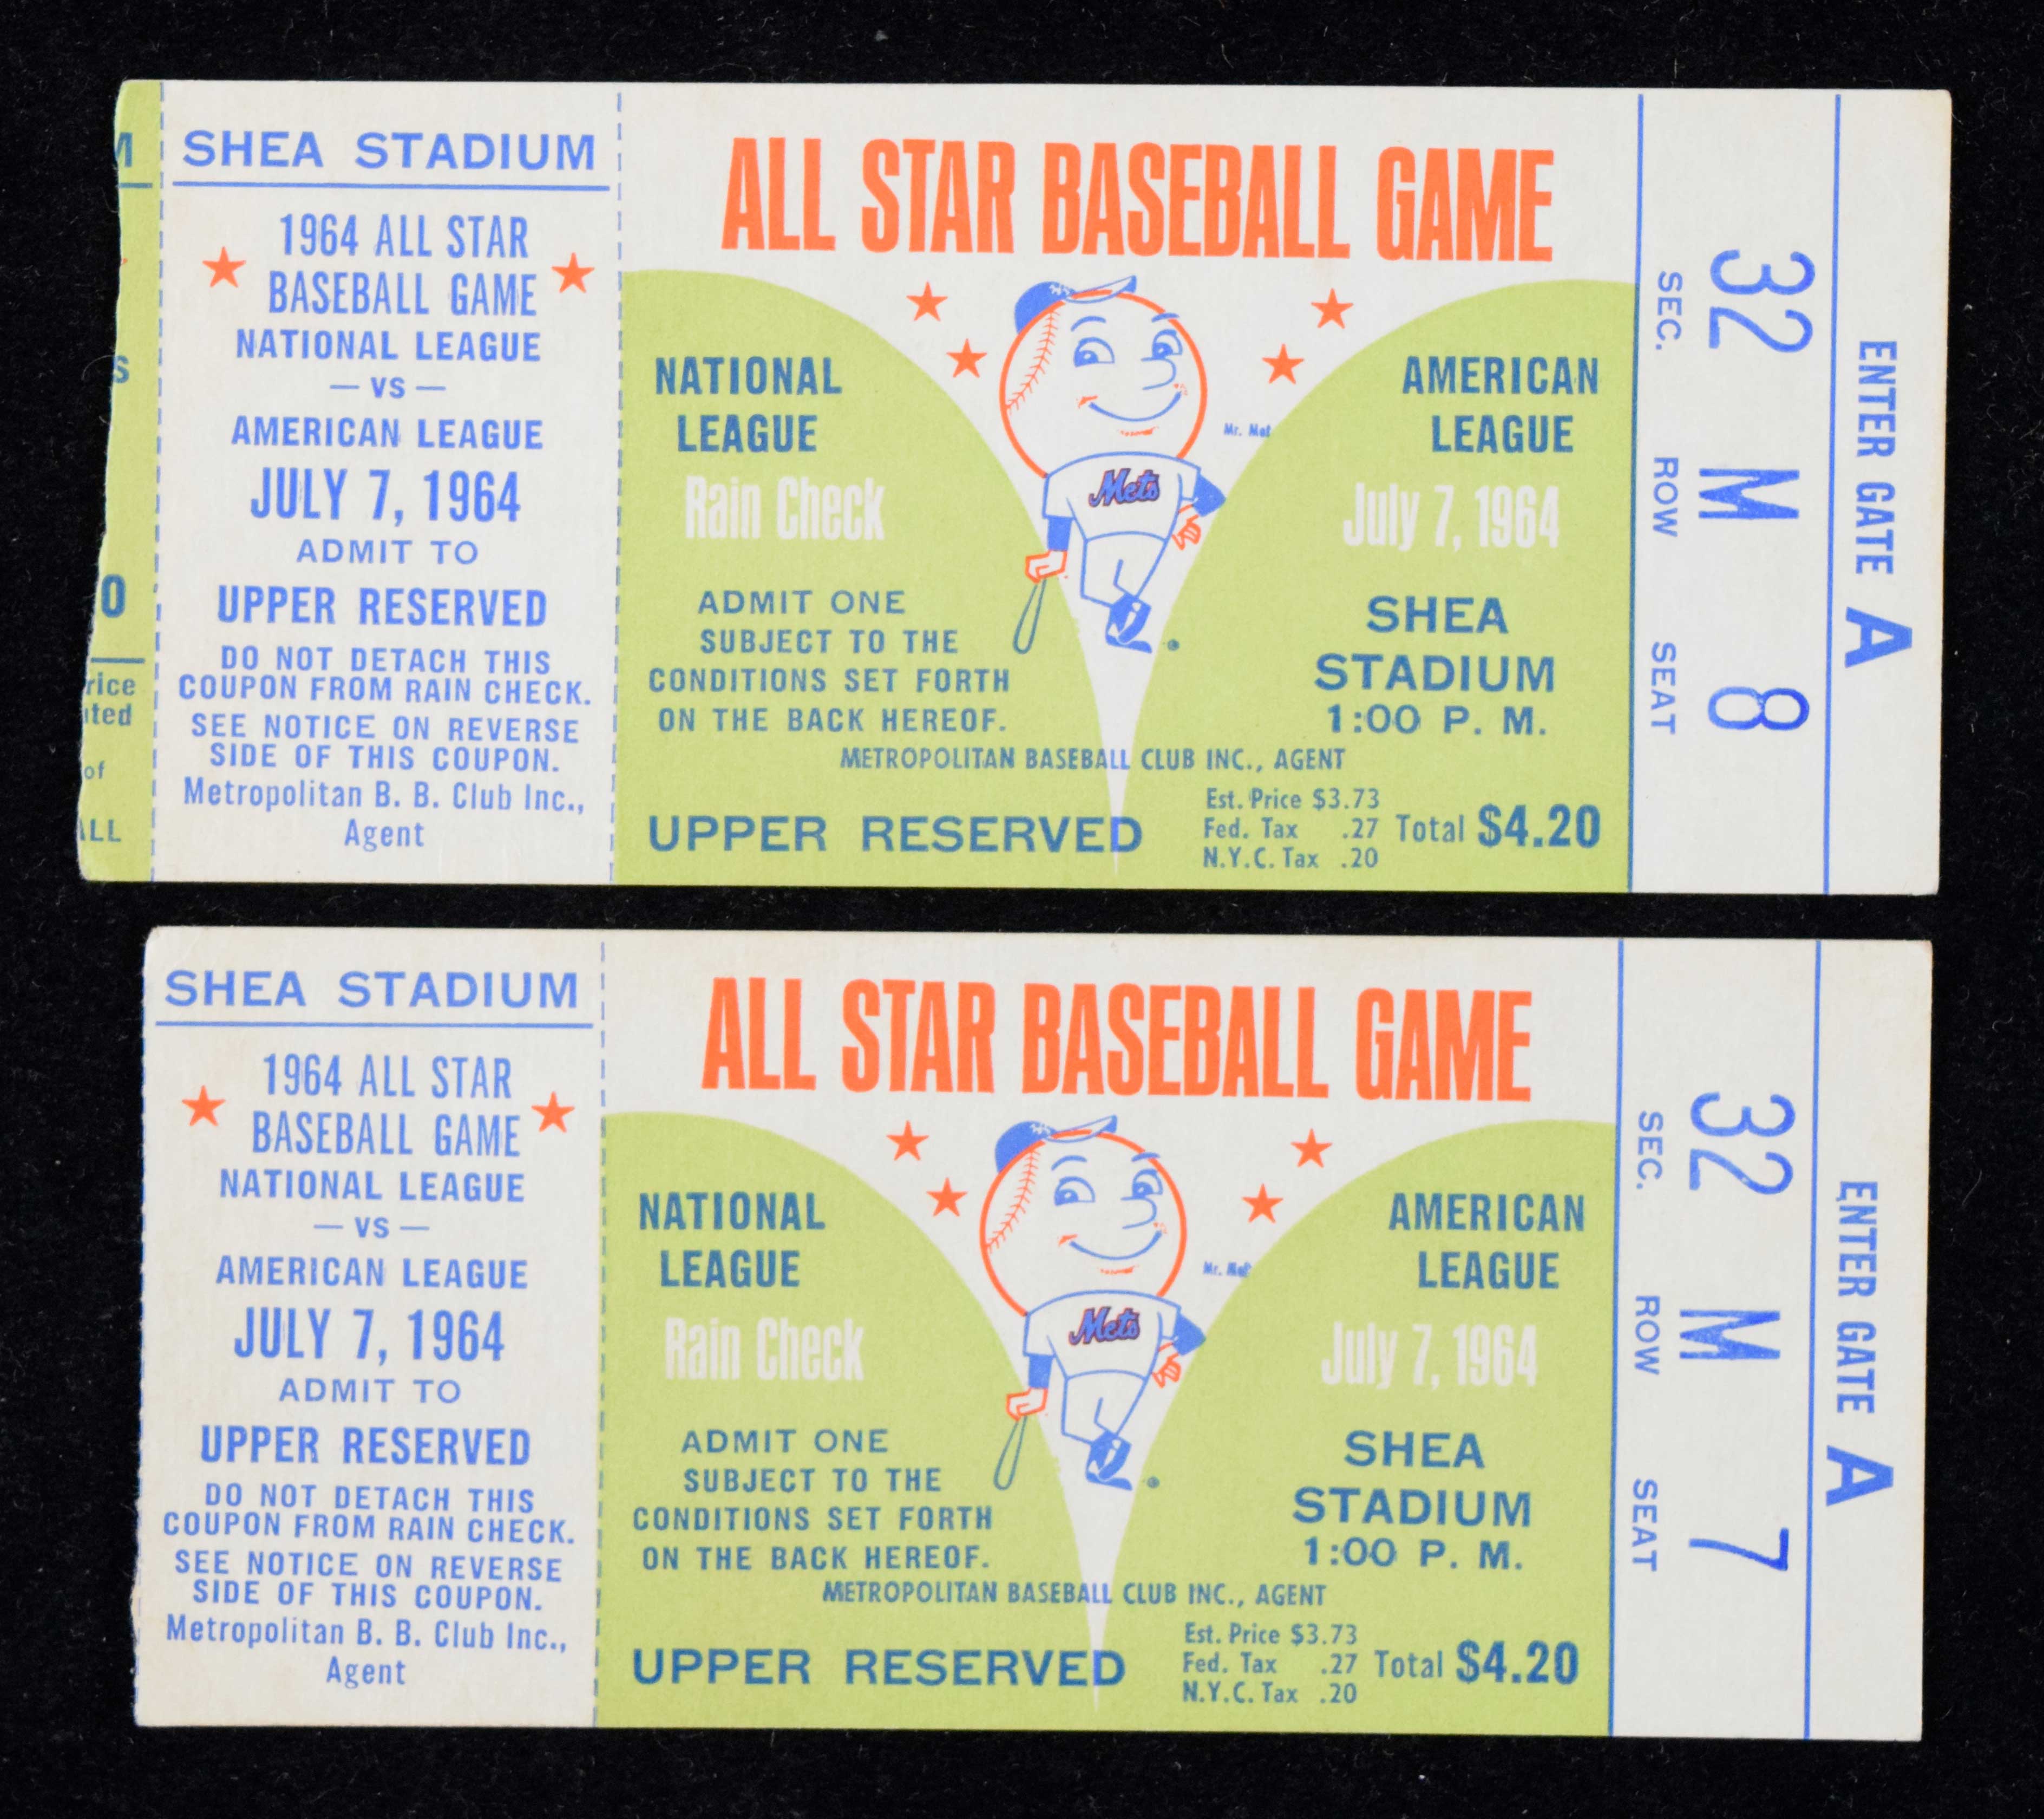 SHEA STADIUM
1964 ALL STAR
BASEBALL GAME
NATIONAL LEAGUE
— VS —
AMERICAN LEAGUE
JULY 7, 1964
ADMIT TO
UPPER RESERVED
DO NOT DETACH THIS
COUPON FROM RAIN CHECK.
SEE NOTICE ON REVERSE
SIDE OF THIS COUPON.
Metropolitan B. B. Club Inc.,
Agent
ALL STAR BASEBALL GAME
NATIONAL
LEAGUE
Rain Check
ADMIT ONE
SUBJECT TO THE
CONDITIONS SET FORTH
ON THE BACK HEREOF.
Mr. Met
Mets
AMERICAN
LEAGUE
July 7, 1964
SHEA
STADIUM
1:00 P. M.
METROPOLITAN BASEBALL CLUB INC., AGENT
UPPER RESERVED
Est. Price $3.73
Fed. Tax .27
N.Y.C. Tax .20
Total $4.20
SEC. 32
ROW M
SEAT 8
ENTER GATE A
of
SHEA STADIUM
1964 ALL STAR
BASEBALL GAME
NATIONAL LEAGUE
— VS —
AMERICAN LEAGUE
JULY 7, 1964
ADMIT TO
UPPER RESERVED
DO NOT DETACH THIS
COUPON FROM RAIN CHECK.
SEE NOTICE ON REVERSE
SIDE OF THIS COUPON.
Metropolitan B. B. Club Inc.,
Agent
ALL STAR BASEBALL GAME
NATIONAL
LEAGUE
Rain Check
ADMIT ONE
SUBJECT TO THE
CONDITIONS SET FORTH
ON THE BACK HEREOF.
Mr. Met
Mets
AMERICAN
LEAGUE
July 7, 1964
SHEA
STADIUM
1:00 P. M.
METROPOLITAN BASEBALL CLUB INC., AGENT
UPPER RESERVED
Est. Price $3.73
Fed. Tax .27
N.Y.C. Tax .20
Total $4.20
SEC. 32
ROW M
SEAT 7
ENTER GATE A